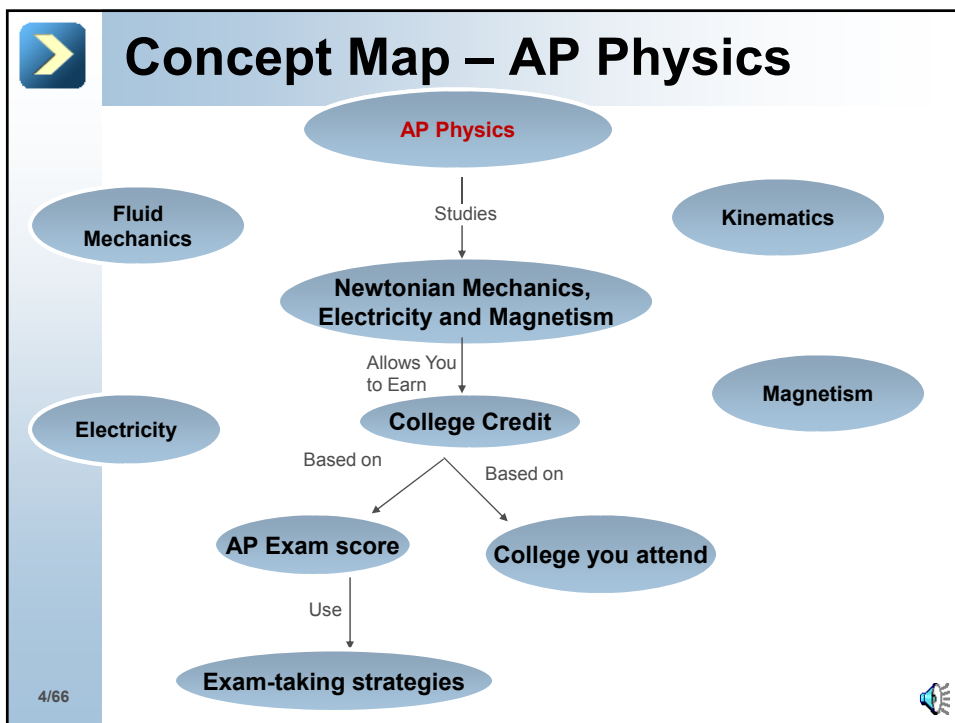 Concept Map – AP Physics
AP Physics
Fluid
Mechanics
Studies
Kinematics
Newtonian Mechanics,
Electricity and Magnetism
Allows You
to Earn
Magnetism
College Credit
Electricity
Based on
Based on
AP Exam score
College you attend
Use
Exam-taking strategies
4/66